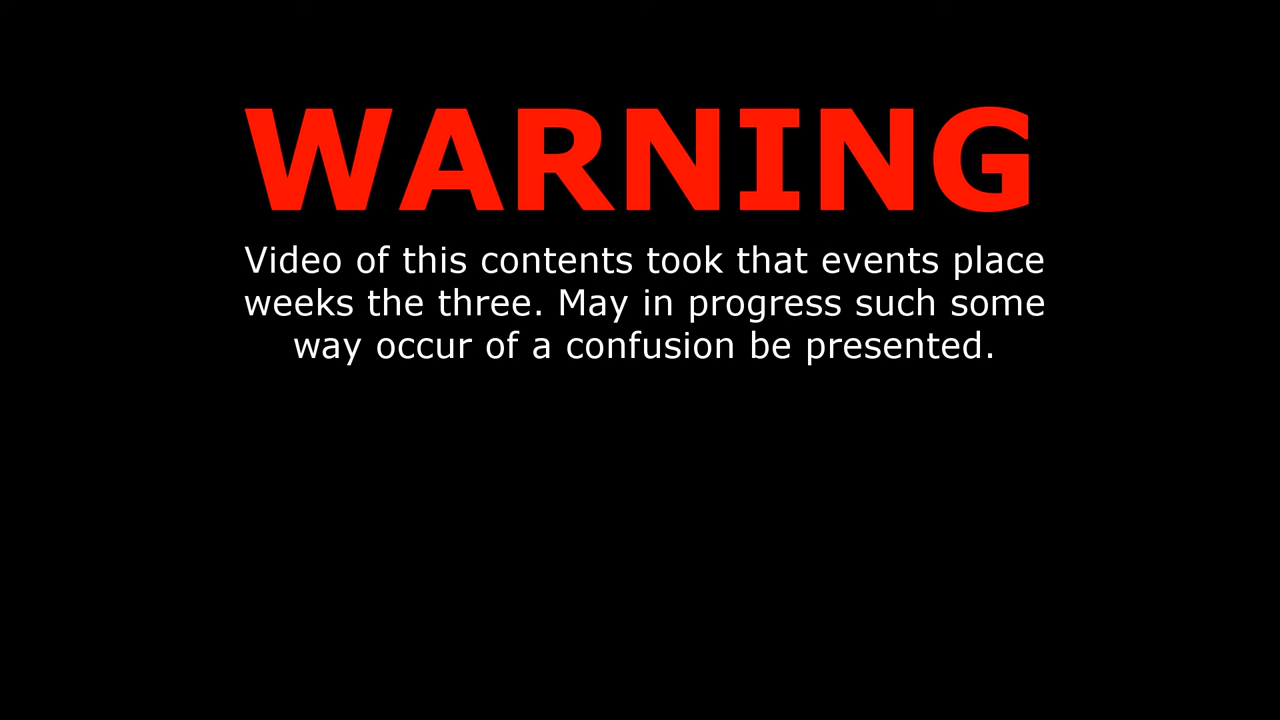 WARNING
Video of this contents took that events place
weeks the three. May in progress such some
way occur of a confusion be presented.